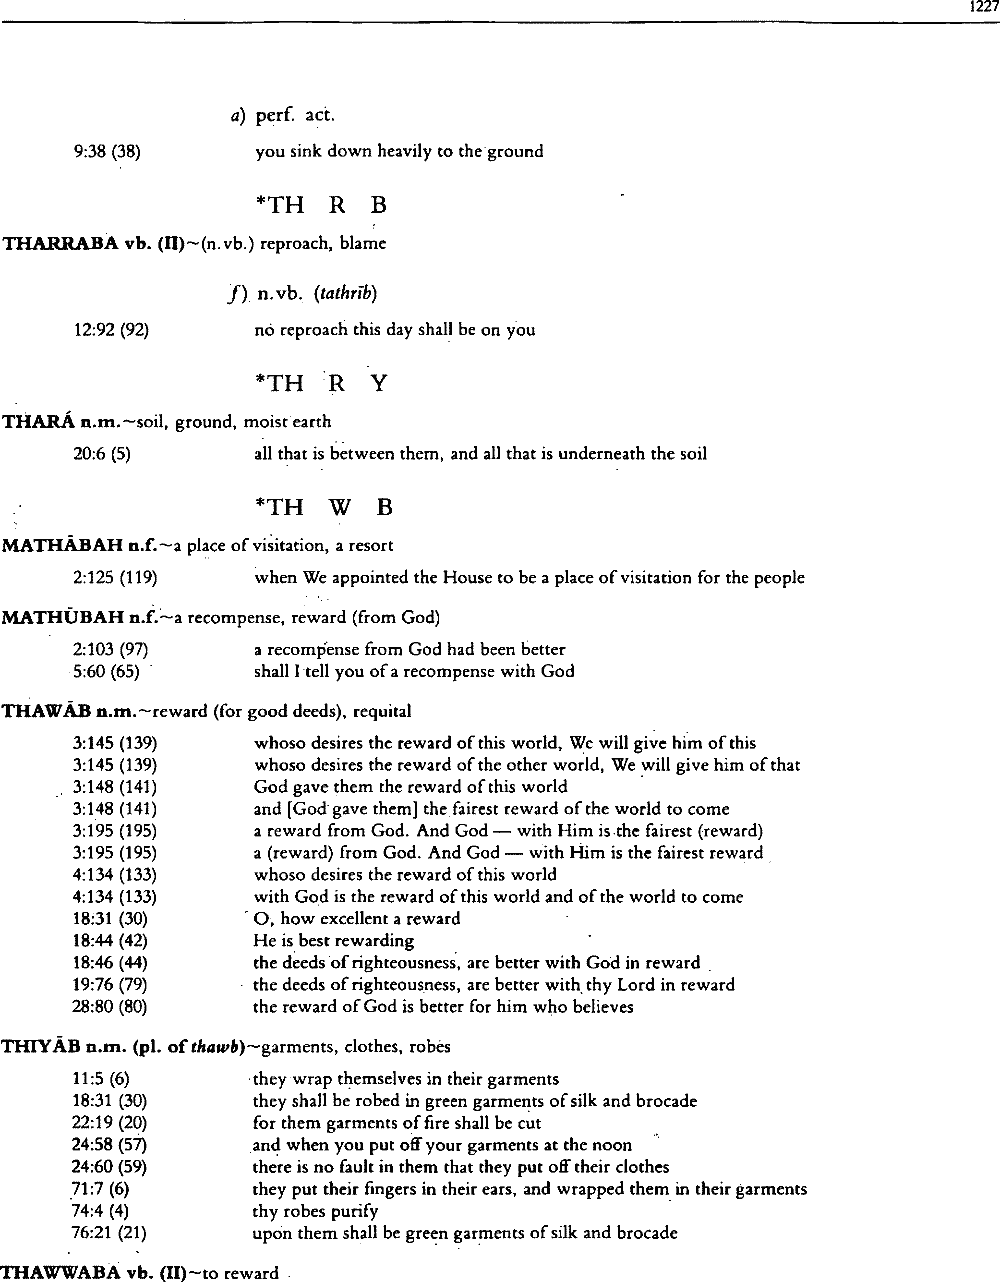 1227
a) perf. act.
9:38 (38) you sink down heavily to the ground
*TH R B
THARRABA vb. (II)~(n.vb.) reproach, blame
f) n.vb. (tathrīb)
12:92 (92) no reproach this day shall be on you
*TH R Y
THARÁ n.m.~soil, ground, moist earth
20:6 (5) all that is between them, and all that is underneath the soil
*TH W B
MATHĀBAH n.f.~a place of visitation, a resort
2:125 (119) when We appointed the House to be a place of visitation for the people
MATHŪBAH n.f.~a recompense, reward (from God)
2:103 (97) a recompense from God had been better
5:60 (65) shall I tell you of a recompense with God
THAWĀB n.m.~reward (for good deeds), requital
3:145 (139) whoso desires the reward of this world, We will give him of this
3:145 (139) whoso desires the reward of the other world, We will give him of that
3:148 (141) God gave them the reward of this world
3:148 (141) and [God gave them] the fairest reward of the world to come
3:195 (195) a reward from God. And God — with Him is the fairest (reward)
3:195 (195) a (reward) from God. And God — with Him is the fairest reward
4:134 (133) whoso desires the reward of this world
4:134 (133) with God is the reward of this world and of the world to come
18:31 (30) O, how excellent a reward
18:44 (42) He is best rewarding
18:46 (44) the deeds of righteousness, are better with God in reward
19:76 (79) the deeds of righteousness, are better with thy Lord in reward
28:80 (80) the reward of God is better for him who believes
THIYĀB n.m. (pl. of thawb)~garments, clothes, robes
11:5 (6) they wrap themselves in their garments
18:31 (30) they shall be robed in green garments of silk and brocade
22:19 (20) for them garments of fire shall be cut
24:58 (57) and when you put off your garments at the noon
24:60 (59) there is no fault in them that they put off their clothes
71:7 (6) they put their fingers in their ears, and wrapped them in their garments
74:4 (4) thy robes purify
76:21 (21) upon them shall be green garments of silk and brocade
THAWWABA vb. (II)~to reward